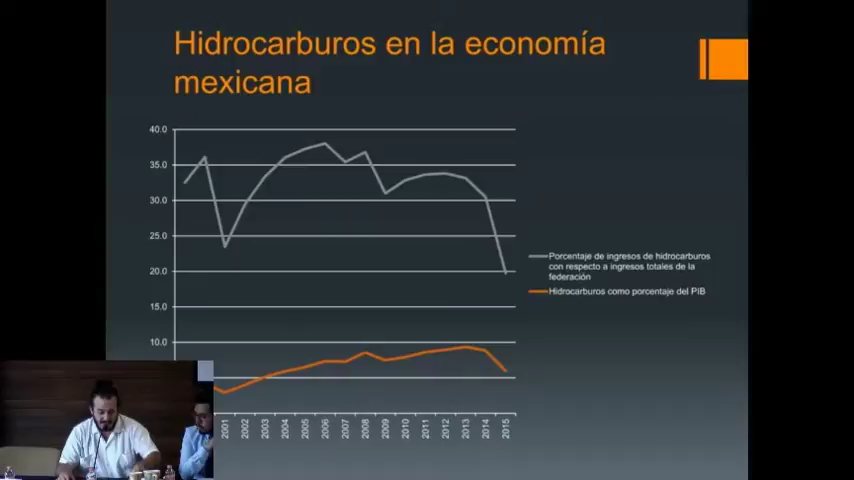 Hidrocarburos en la economía
mexicana
40.0
35.0
30.0
25.0
20.0
15.0
10.0
2001 2002 2003 2004 2005 2006 2007 2008 2009 2010 2011 2012 2013 2014 2015
Porcentaje de ingresos de hidrocarburos
con respecto a ingresos totales de la
federación
Hidrocarburos como porcentaje del PIB